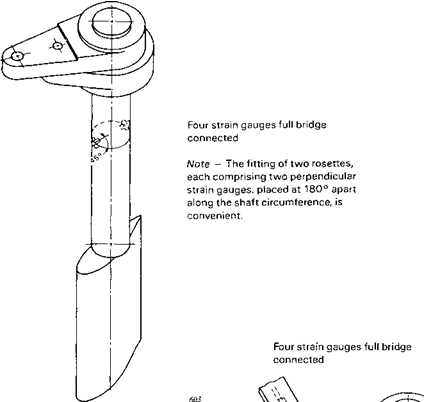 Four strain gauges full bridge
connected
Note – The fitting of two rosettes,
each comprising two perpendicular
strain gauges, placed at 180° apart
along the shaft circumference, is
convenient.
45°
Four strain gauges full bridge
connected
603